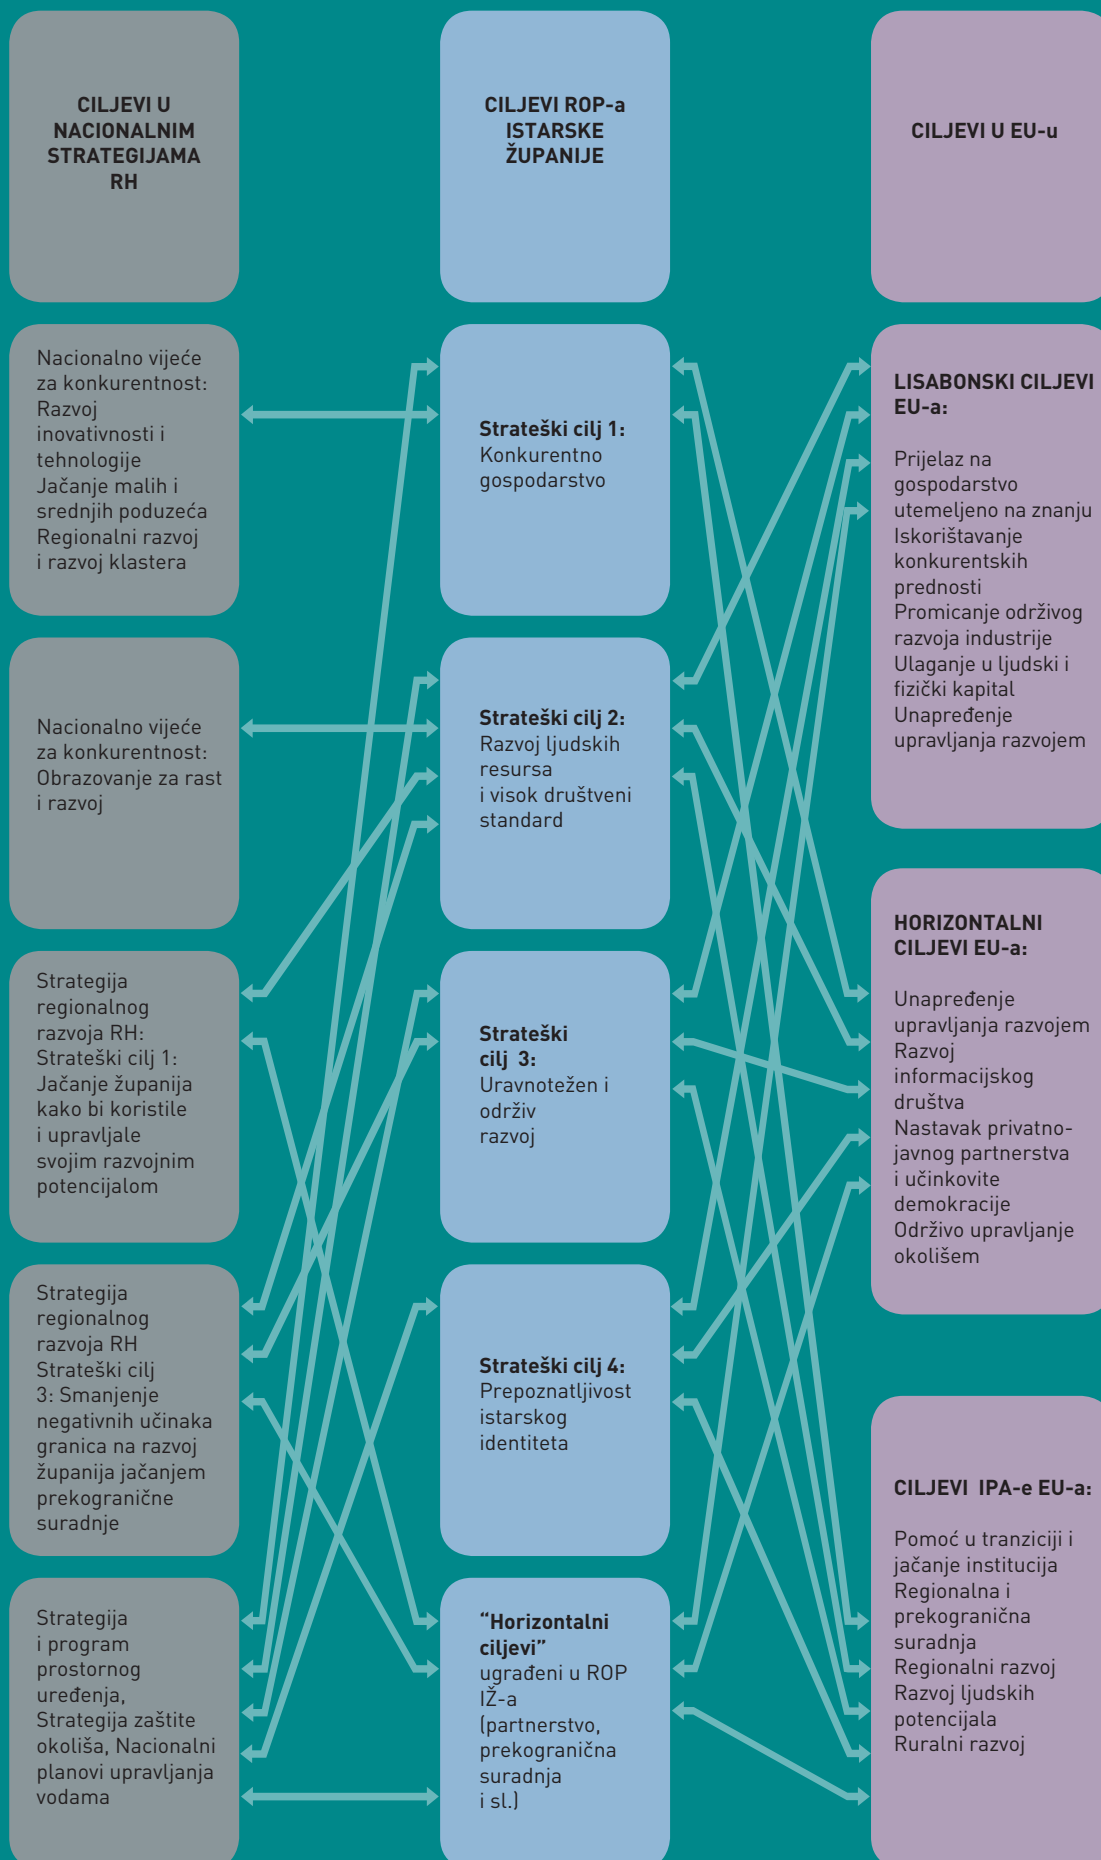 CILJEVI U
NACIONALNIM
STRATEGIJAMA
RH
CILJEVI ROP-a
ISTARSKE
ŽUPANIJE
CILJEVI U EU-u
Nacionalno vijeće
za konkurentnost:
Razvoj
inovativnosti i
tehnologije
Jačanje malih i
srednjih poduzeća
Regionalni razvoj
i razvoj klastera
Nacionalno vijeće
za konkurentnost:
Obrazovanje za rast
i razvoj
Strategija
regionalnog
razvoja RH:
Strateški cilj 1:
Jačanje županija
kako bi koristile
i upravljale
svojim razvojnim
potencijalom
Strategija
regionalnog
razvoja RH
Strateški cilj
3: Smanjenje
negativnih učinaka
granica na razvoj
županija jačanjem
prekogranične
suradnje
Strategija
i program
prostornog
uređenja,
Strategija zaštite
okoliša, Nacionalni
planovi upravljanja
vodama
Strateški cilj 1:
Konkurentno
gospodarstvo
Strateški cilj 2:
Razvoj ljudskih
resursa
i visok društveni
standard
Strateški
cilj 3:
Uravnotežen i
održiv
razvoj
Strateški cilj 4:
Prepoznatljivost
istarskog
identiteta
“Horizontalni
ciljevi”
ugrađeni u ROP
IŽ-a
(partnerstvo,
prekogranična
suradnja
i sl.)
LISABONSKI CILJEVI
EU-a:
Prijelaz na
gospodarstvo
utemeljeno na znanju
Iskorištavanje
konkurentskih
prednosti
Promicanje održivog
razvoja industrije
Ulaganje u ljudski i
fizički kapital
Unapređenje
upravljanja razvojem
HORIZONTALNI
CILJEVI EU-a:
Unapređenje
upravljanja razvojem
Razvoj
informacijskog
društva
Nastavak privatno-
javnog partnerstva
i učinkovite
demokracije
Održivo upravljanje
okolišem
CILJEVI IPA-e EU-a:
Pomoć u tranziciji i
jačanje institucija
Regionalna i
prekogranična
suradnja
Regionalni razvoj
Razvoj ljudskih
potencijala
Ruralni razvoj